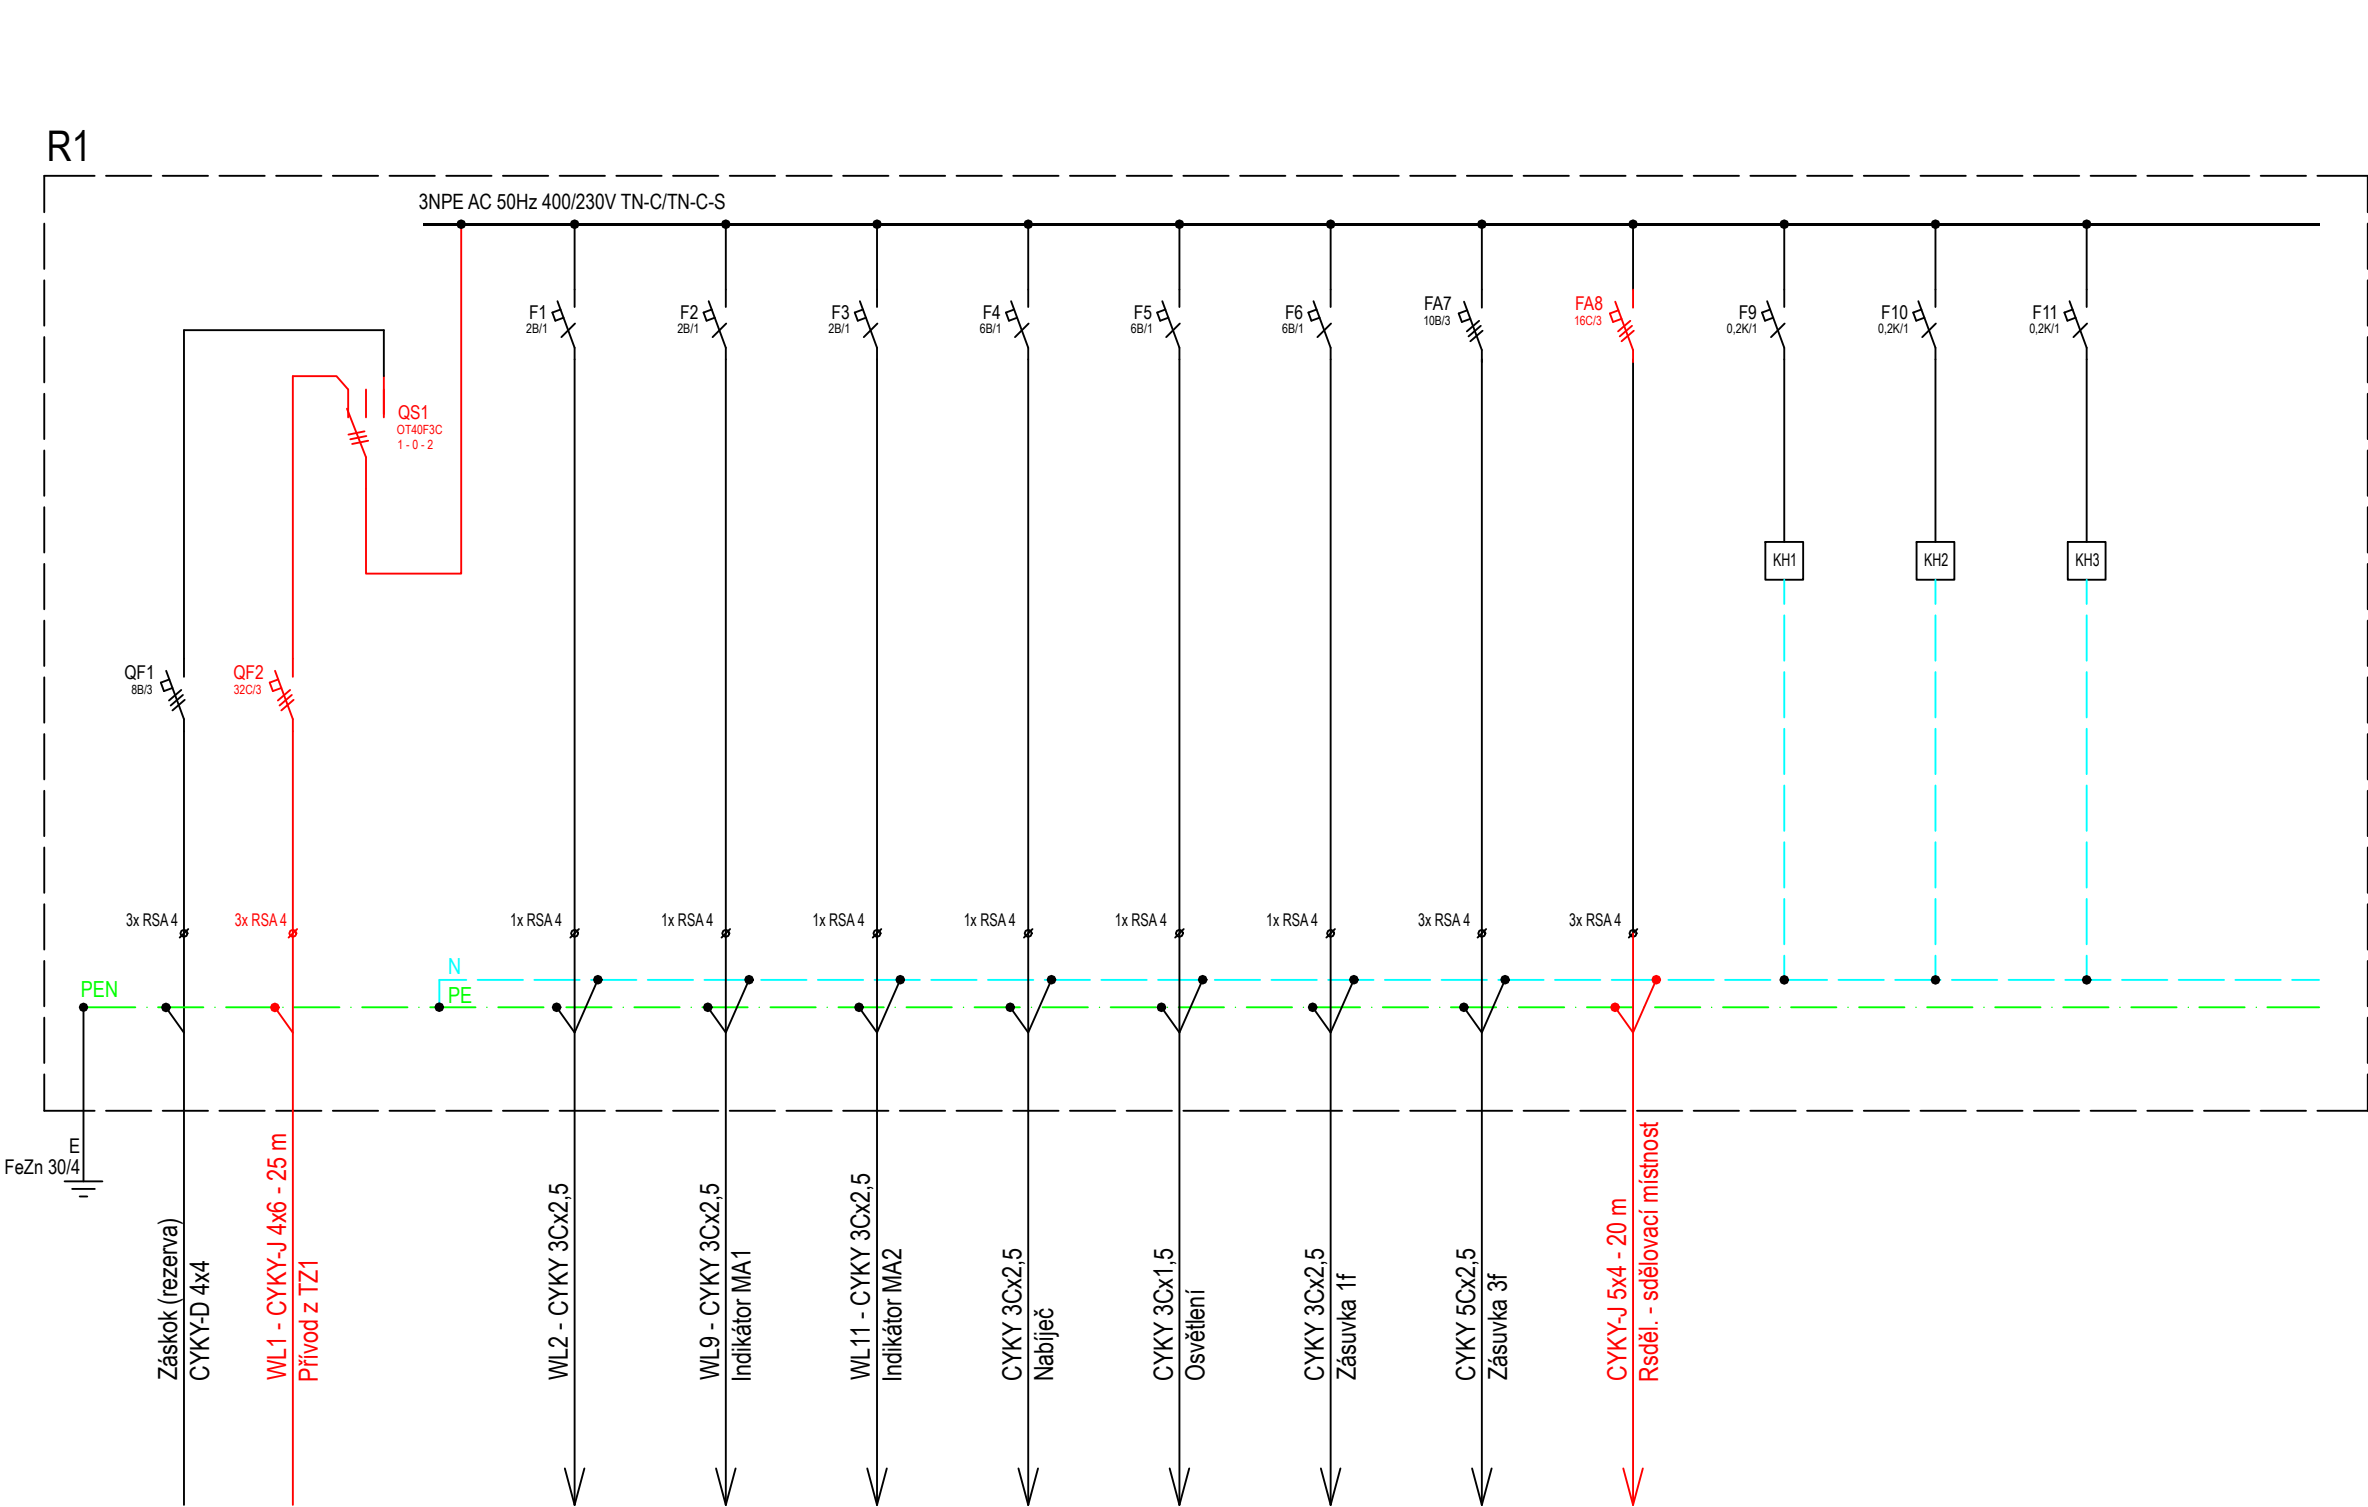 R1
3NPE AC 50Hz 400/230V TN-C/TN-C-S
F1
2B/1
F2
2B/1
F3
2B/1
F4
6B/1
F5
6B/1
F6
6B/1
FA7
10B/3
FA8
16C/3
F9
0,2K/1
F10
0,2K/1
F11
0,2K/1
QS1
OT40F3C
1 - 0 - 2
KH1
KH2
KH3
QF1
8B/3
QF2
32C/3
3x RSA 4
3x RSA 4
1x RSA 4
1x RSA 4
1x RSA 4
1x RSA 4
1x RSA 4
1x RSA 4
3x RSA 4
3x RSA 4
N
PEN
PE
E
FeZn 30/4
Záskok (rezerva)
CYKY-D 4x4
WL1 - CYKY-J 4x6 - 25 m
Přívod z TZ1
WL2 - CYKY 3Cx2,5
WL9 - CYKY 3Cx2,5
Indikátor MA1
WL11 - CYKY 3Cx2,5
Indikátor MA2
CYKY 3Cx2,5
Nabíječ
CYKY 3Cx1,5
Osvětlení
CYKY 3Cx2,5
Zásuvka 1f
CYKY 5Cx2,5
Zásuvka 3f
CYKY-J 5x4 - 20 m
Rsděl. - sdělovací místnost